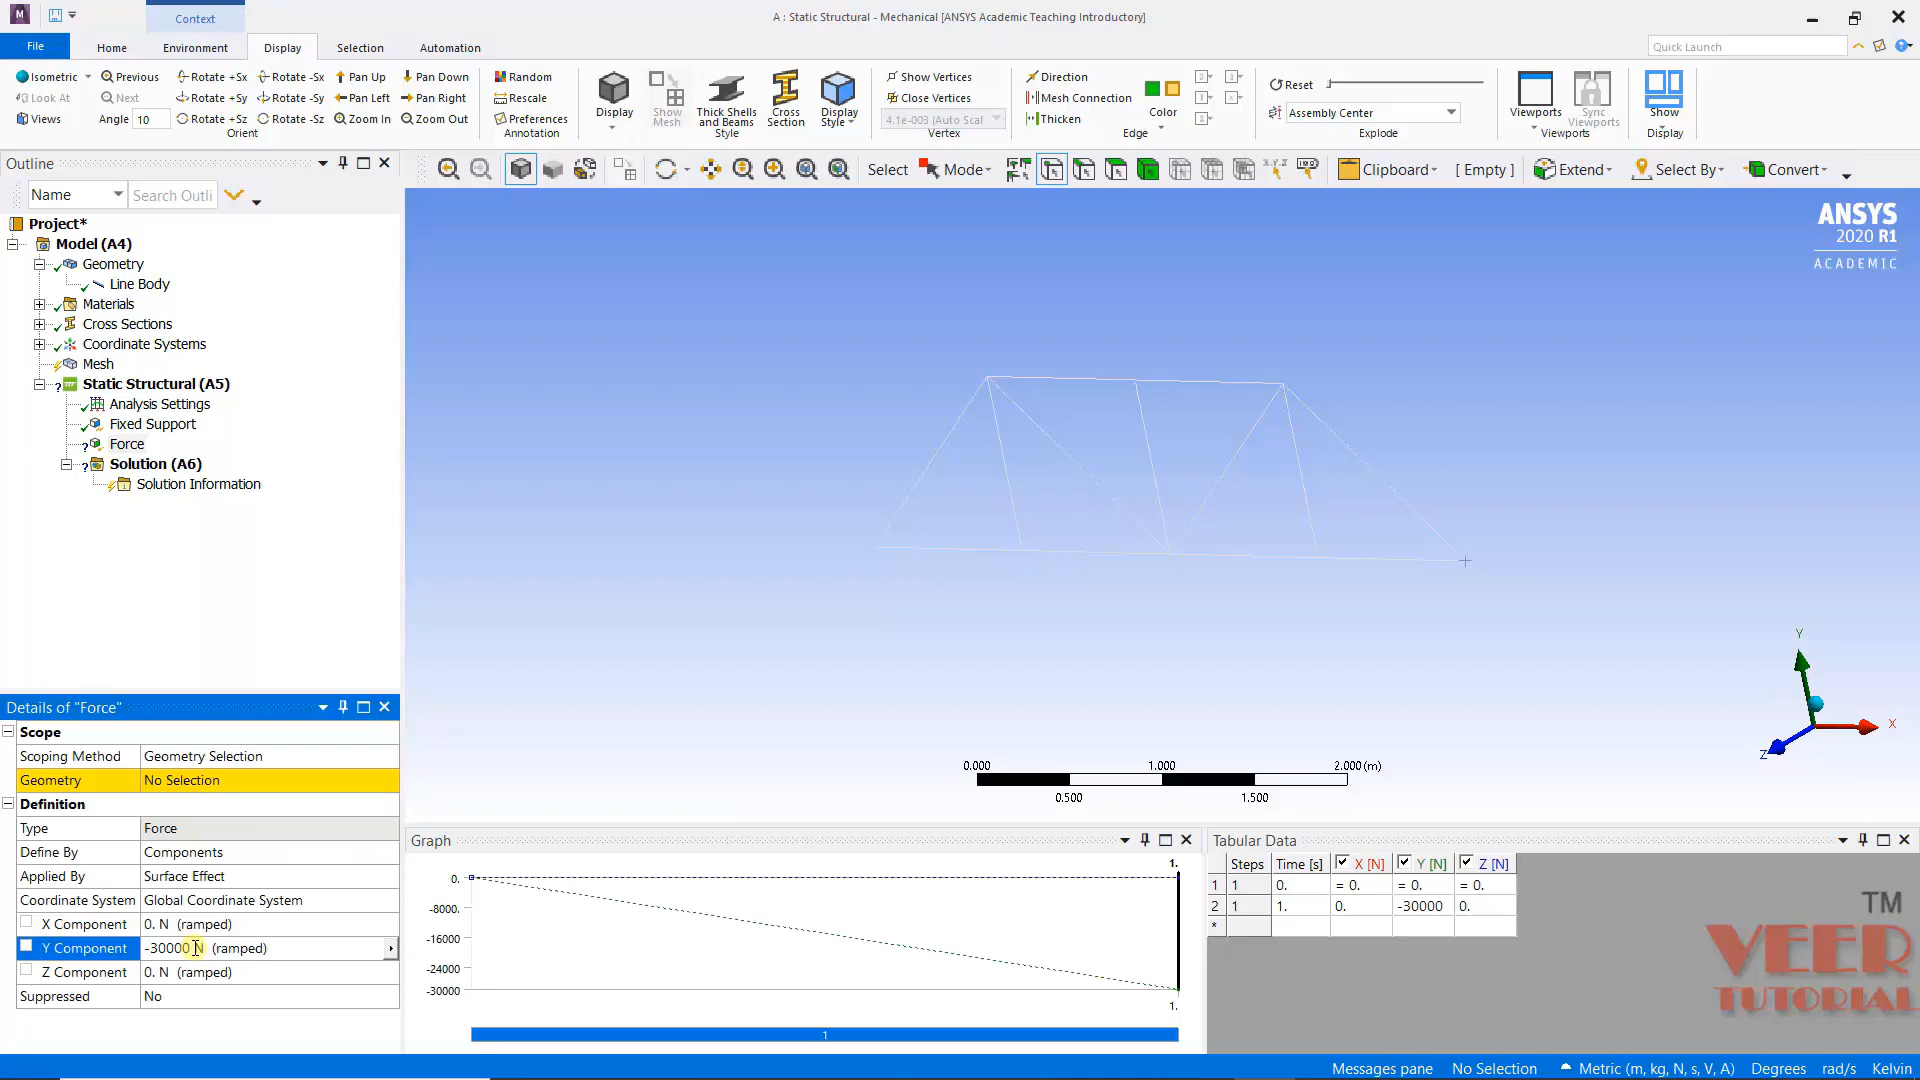 Context
A : Static Structural - Mechanical [ANSYS Academic Teaching Introductory]
File Home Environment Display Selection Automation
Quick Launch
Isometric Previous Rotate +Sx Rotate -Sx Pan Up Pan Down
Look At Next Rotate +Sy Rotate -Sy Pan Left Pan Right
Views Angle 10 Rotate +Sz Rotate -Sz Zoom In Zoom Out
Orient
Random
Rescale
Preferences
Annotation
Display
Show Mesh
Thick Shells and Beams
Cross Section
Display Style
Style
Show Vertices
Close Vertices
4.1e-003 (Auto Scal
Vertex
Direction
Mesh Connection
Thicken
Color
Edge
Reset
Assembly Center
Explode
Viewports
Sync Viewports
Viewports
Show
Display
Outline
Select Mode Clipboard [ Empty ] Extend Select By Convert
Name Search Outli
Project*
Model (A4)
Geometry
Line Body
Materials
Cross Sections
Coordinate Systems
Mesh
Static Structural (A5)
Analysis Settings
Fixed Support
Force
Solution (A6)
Solution Information
ANSYS
2020 R1
ACADEMIC
Y
X
Z
0.000 1.000 2.000 (m)
0.500 1.500
Details of "Force"
Scope
Scoping Method Geometry Selection
Geometry No Selection
Definition
Type Force
Define By Components
Applied By Surface Effect
Coordinate System Global Coordinate System
X Component 0. N (ramped)
Y Component -30000 N (ramped)
Z Component 0. N (ramped)
Suppressed No
Graph
1.
0.
-8000.
-16000
-24000
-30000
1.
1
Tabular Data
Steps Time [s] X [N] Y [N] Z [N]
1 1 0. = 0. = 0. = 0.
2 1 1. 0. -30000 0.
*
TM
VEER
TUTORIAL
Messages pane No Selection Metric (m, kg, N, s, V, A) Degrees rad/s Kelvin